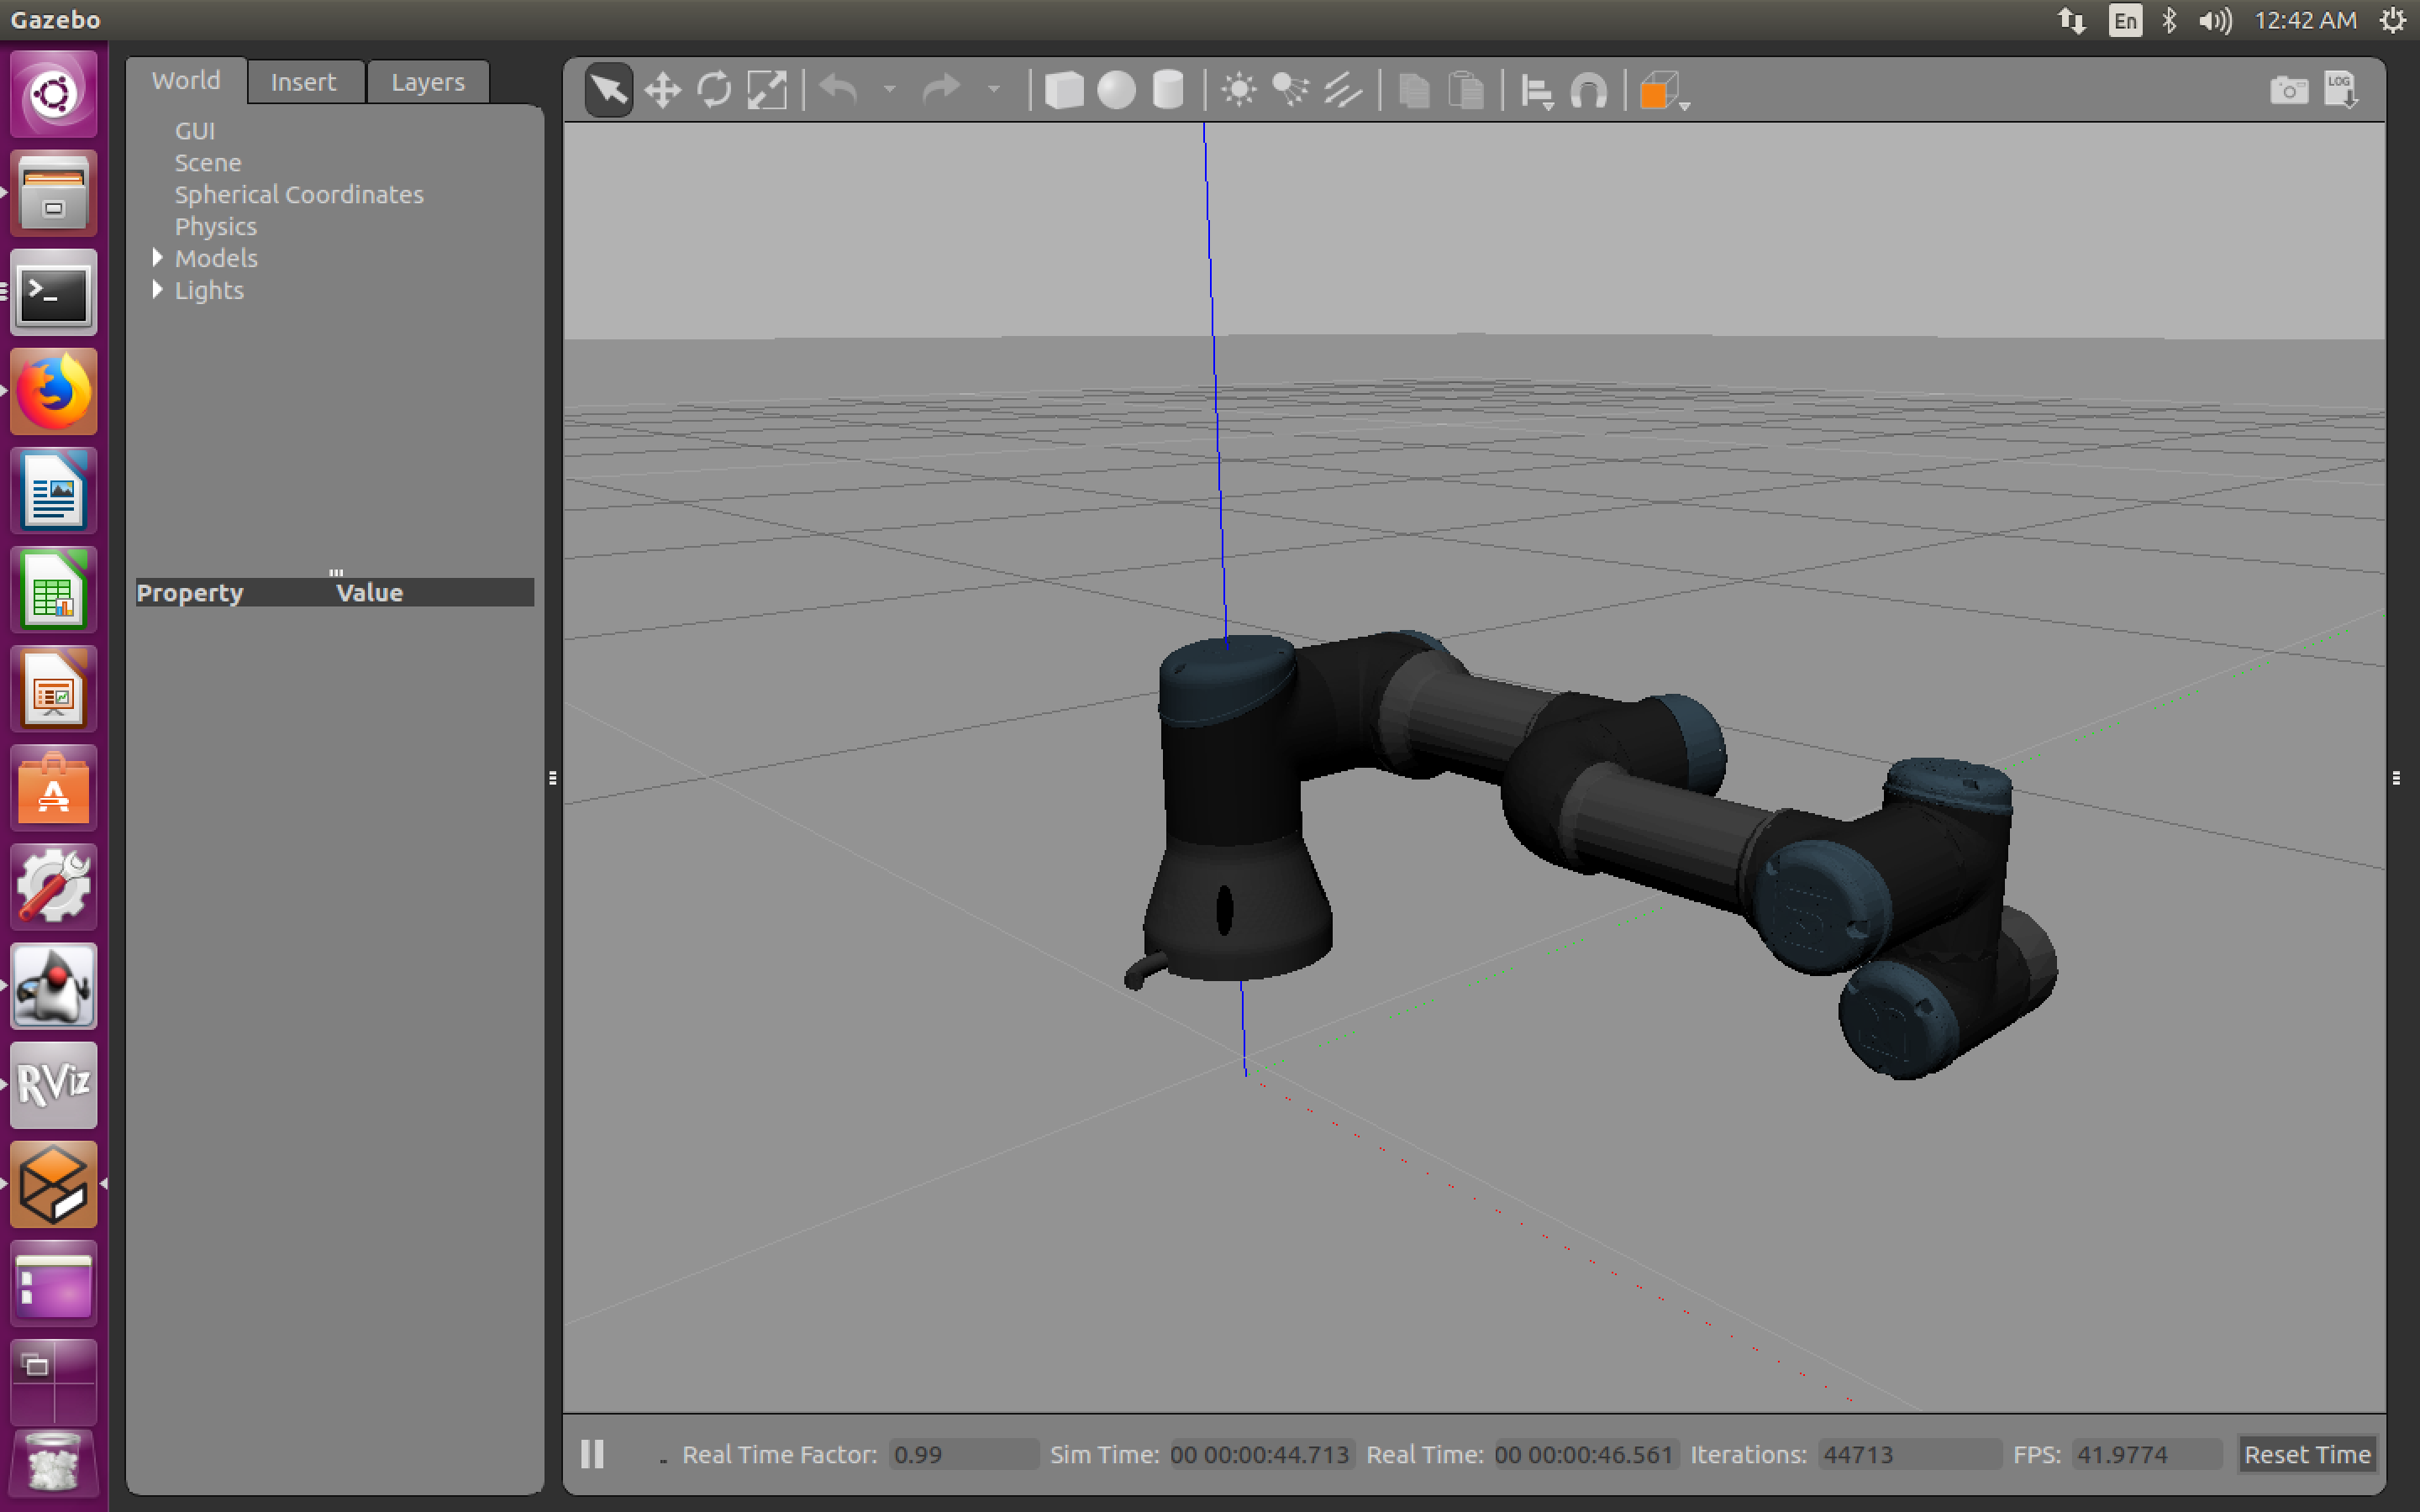 Gazebo
En
12:42 AM
World
Insert
Layers
LOG
GUI
Scene
Spherical Coordinates
Physics
Models
Lights
Property
Value
RViz
Real Time Factor:
0.99
Sim Time:
00 00:00:44.713
Real Time:
00 00:00:46.561
Iterations:
44713
FPS:
41.9774
Reset Time